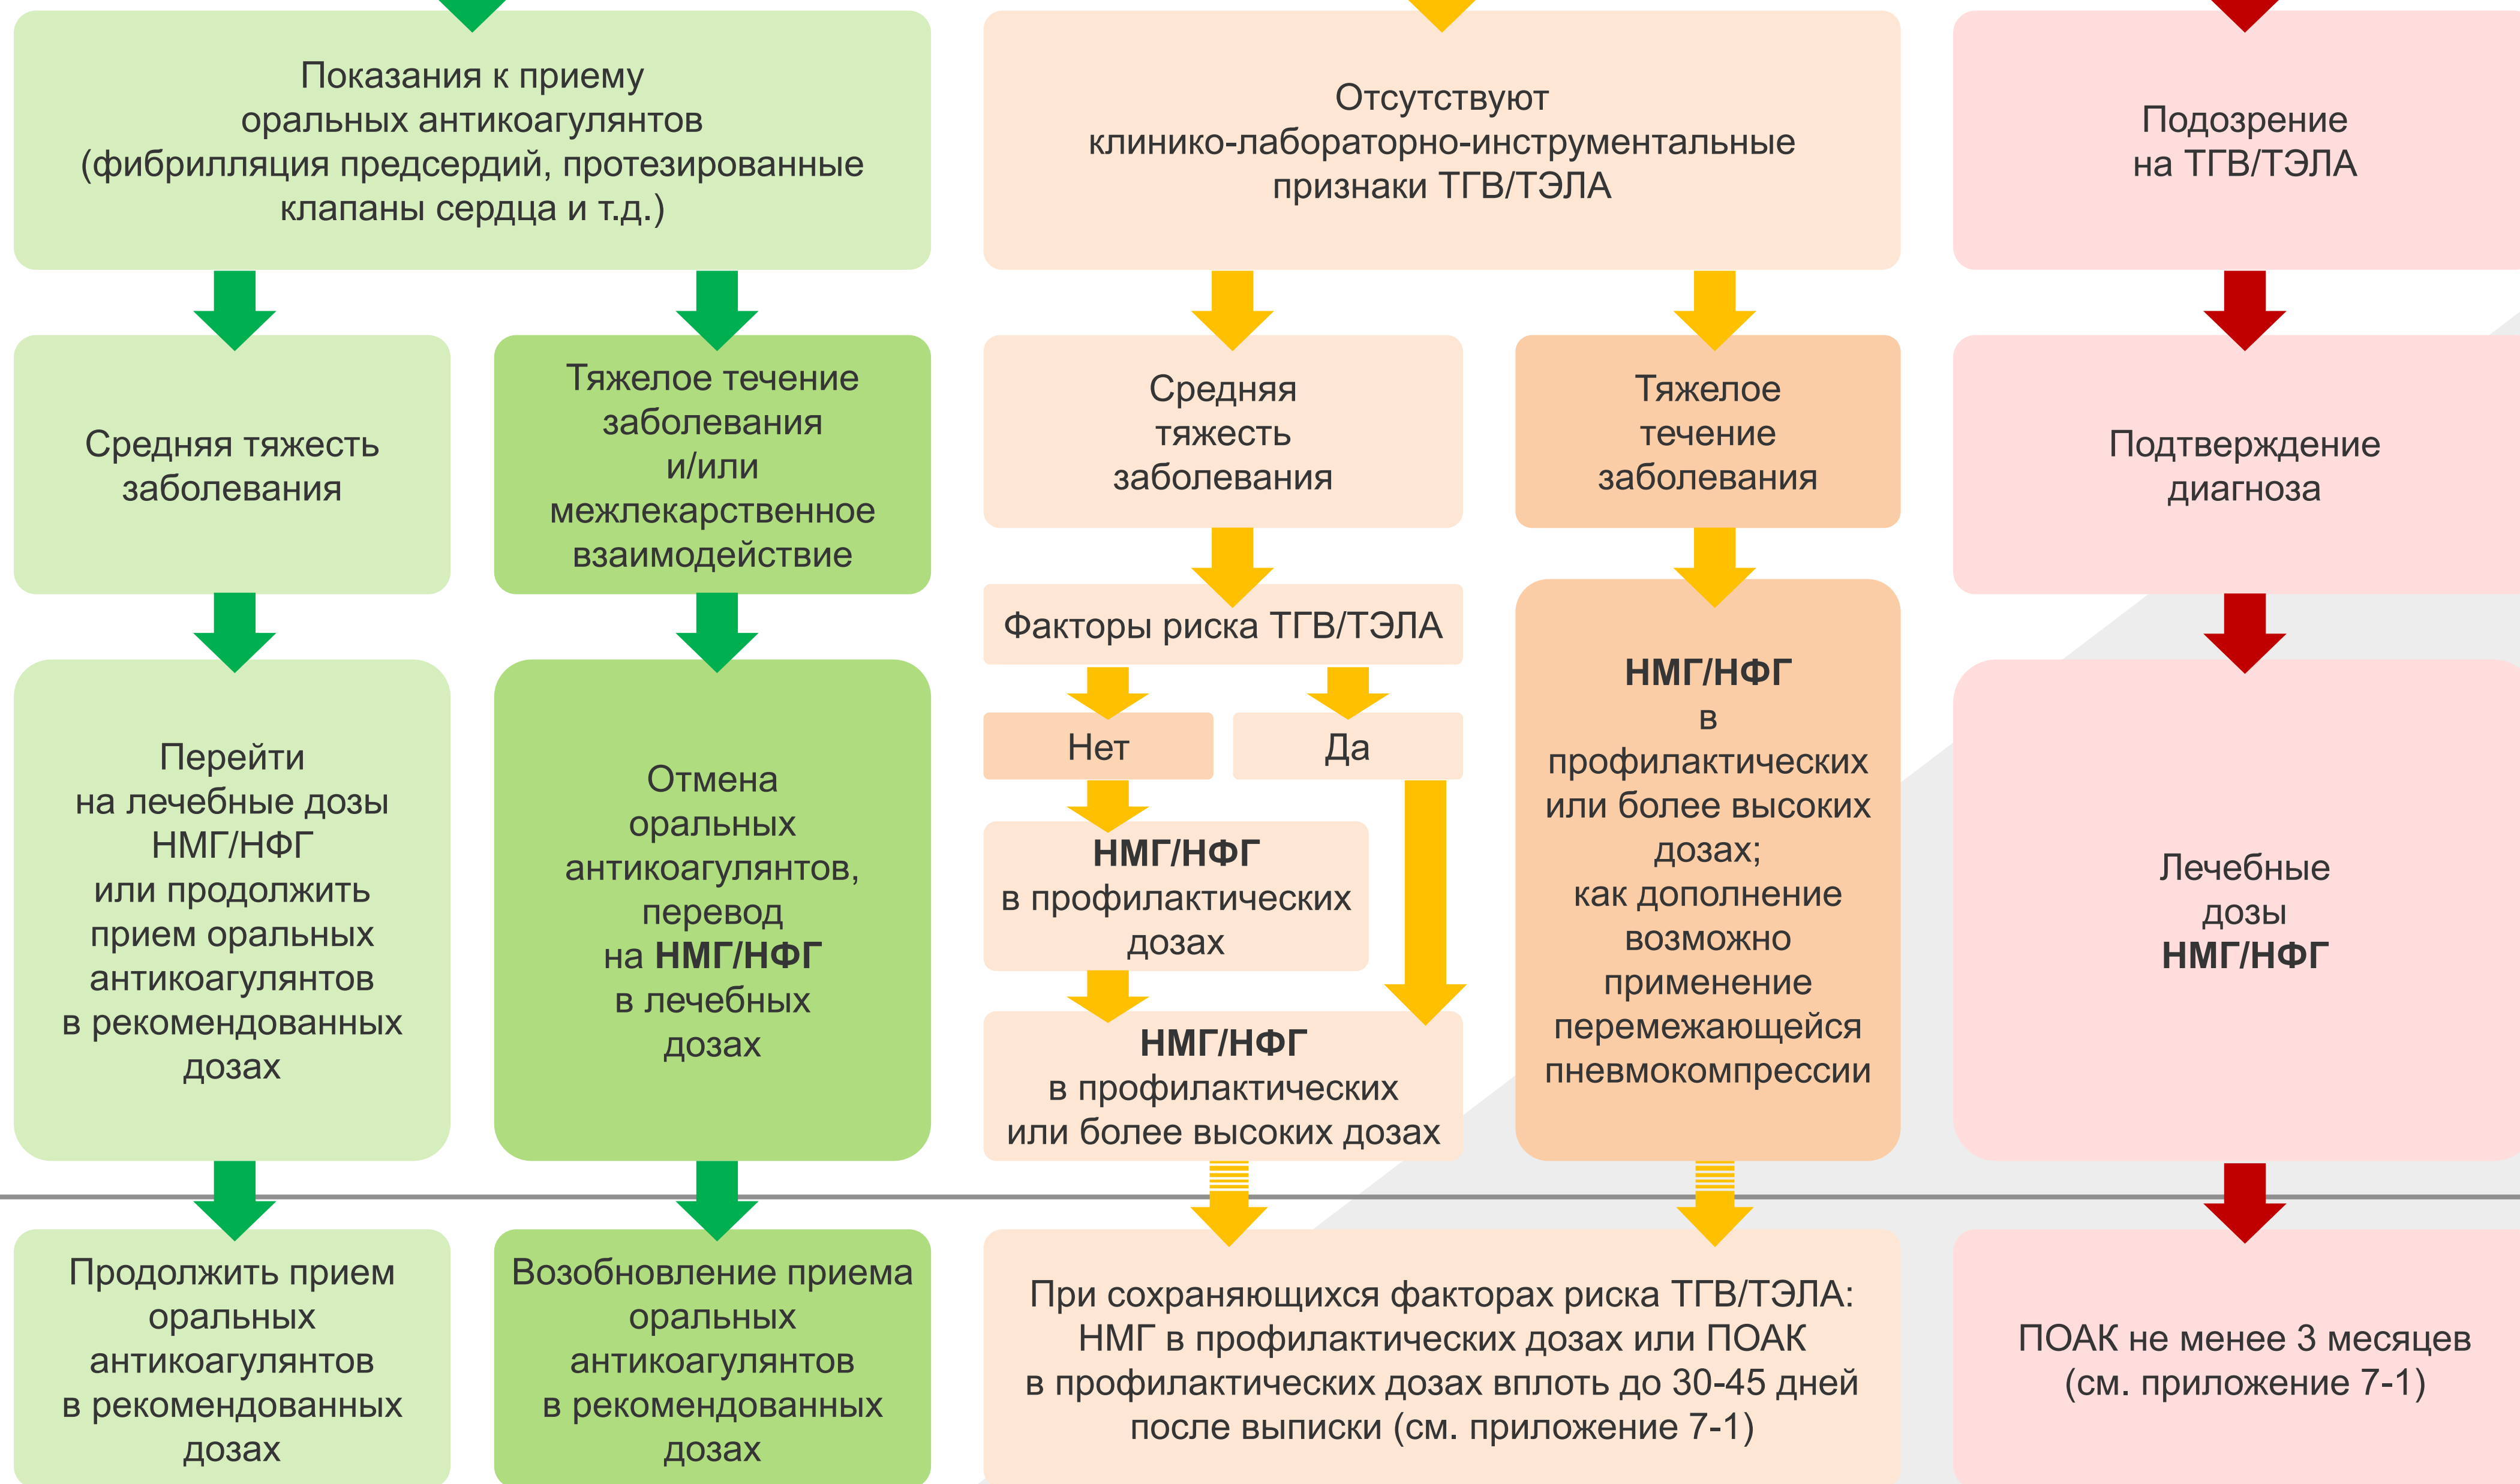 Показания к приему
оральных антикоагулянтов
(фибрилляция предсердий, протезированные
клапаны сердца и т.д.)
Отсутствуют
клинико-лабораторно-инструментальные
признаки ТГВ/ТЭЛА
Подозрение
на ТГВ/ТЭЛА
Средняя тяжесть
заболевания
Тяжелое течение
заболевания
и/или
межлекарственное
взаимодействие
Средняя
тяжесть
заболевания
Тяжелое
течение
заболевания
Подтверждение
диагноза
Факторы риска ТГВ/ТЭЛА
Нет
Да
Перейти
на лечебные дозы
НМГ/НФГ
или продолжить
прием оральных
антикоагулянтов
в рекомендованных
дозах
Отмена
оральных
антикоагулянтов,
перевод
на НМГ/НФГ
в лечебных
дозах
НМГ/НФГ
в профилактических
дозах
НМГ/НФГ
в профилактических
или более высоких дозах
НМГ/НФГ
в
профилактических
или более высоких
дозах;
как дополнение
возможно
применение
перемежающейся
пневмокомпрессии
Лечебные
дозы
НМГ/НФГ
Продолжить прием
оральных
антикоагулянтов
в рекомендованных
дозах
Возобновление приема
оральных
антикоагулянтов
в рекомендованных
дозах
При сохраняющихся факторах риска ТГВ/ТЭЛА:
НМГ в профилактических дозах или ПОАК
в профилактических дозах вплоть до 30-45 дней
после выписки (см. приложение 7-1)
ПОАК не менее 3 месяцев
(см. приложение 7-1)